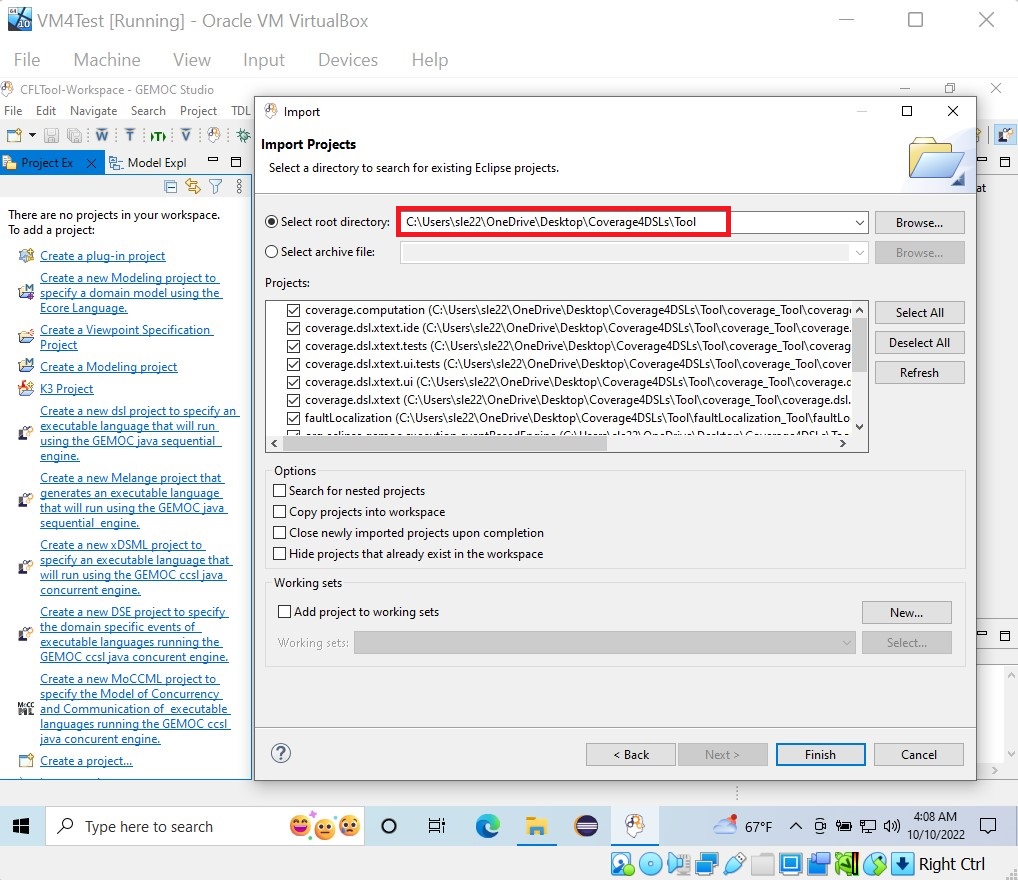 VM4Test [Running] - Oracle VM VirtualBox
File Machine View Input Devices Help
CFLTool-Workspace - GEMOC Studio
File Edit Navigate Search Project TDL
Project Ex
Model Expl
There are no projects in your workspace.
To add a project:
Create a plug-in project
Create a new Modeling project to
specify a domain model using the
Ecore Language.
Create a Viewpoint Specification
Project
Create a Modeling project
K3 Project
Create a new dsl project to specify an
executable language that will run
using the GEMOC java sequential
engine.
Create a new Melange project that
generates an executable language
that will run using the GEMOC java
sequential engine.
Create a new xDSML project to
specify an executable language that
will run using the GEMOC ccsl java
concurrent engine.
Create a new DSE project to specify
the domain specific events of
executable languages running the
GEMOC ccsl java concurent engine.
Create a new MoCCML project to
specify the Model of Concurrency
and Communication of executable
languages running the GEMOC ccsl
java concurent engine.
Create a project...
Import
Import Projects
Select a directory to search for existing Eclipse projects.
Select root directory: C:\Users\sle22\OneDrive\Desktop\Coverage4DSLs\Tool Browse...
Select archive file: Browse...
Projects:
coverage.computation (C:\Users\sle22\OneDrive\Desktop\Coverage4DSLs\Tool\coverage_Tool\coverag
coverage.dsl.xtext.ide (C:\Users\sle22\OneDrive\Desktop\Coverage4DSLs\Tool\coverage_Tool\coverage.
coverage.dsl.xtext.tests (C:\Users\sle22\OneDrive\Desktop\Coverage4DSLs\Tool\coverage_Tool\coverag
coverage.dsl.xtext.ui.tests (C:\Users\sle22\OneDrive\Desktop\Coverage4DSLs\Tool\coverage_Tool\cover
coverage.dsl.xtext.ui (C:\Users\sle22\OneDrive\Desktop\Coverage4DSLs\Tool\coverage_Tool\coverage.d
coverage.dsl.xtext (C:\Users\sle22\OneDrive\Desktop\Coverage4DSLs\Tool\coverage_Tool\coverage.dsl.
faultLocalization (C:\Users\sle22\OneDrive\Desktop\Coverage4DSLs\Tool\faultLocalization_Tool\faultLo
Select All
Deselect All
Refresh
Options
Search for nested projects
Copy projects into workspace
Close newly imported projects upon completion
Hide projects that already exist in the workspace
Working sets
Add project to working sets New...
Working sets: Select...
< Back Next > Finish Cancel
at
Type here to search
67°F
4:08 AM
10/10/2022
Right Ctrl